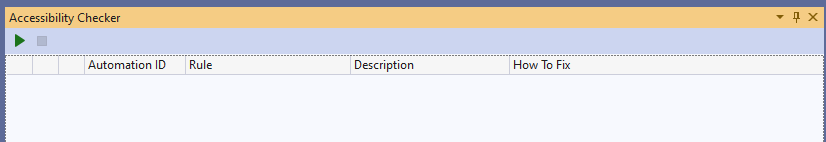 Accessibility Checker
Automation ID Rule Description How To Fix